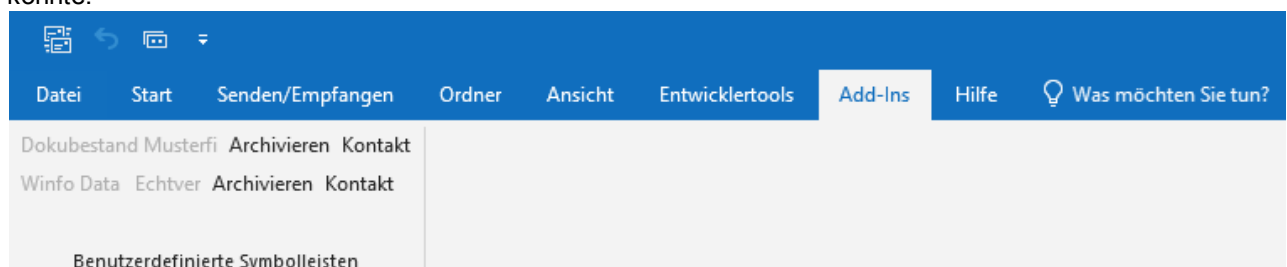 konnte.
Datei Start Senden/Empfangen Ordner Ansicht Entwicklertools Add-Ins Hilfe Was möchten Sie tun?
Dokubestand Musterfi Archivieren Kontakt
Winfo Data Echtver Archivieren Kontakt
Benutzerdefinierte Symbolleisten